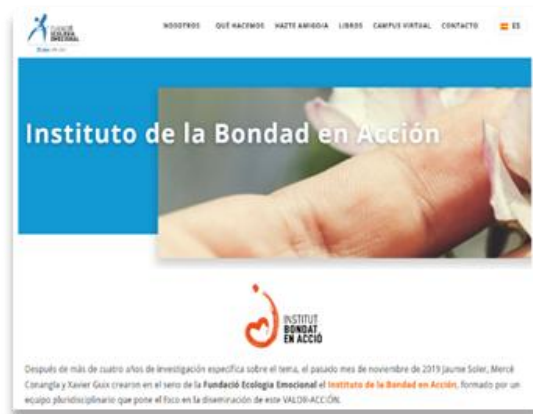 FUNDACIÓ
ECOLOGIA
EMOCIONAL
NOSOTROS QUÉ HACEMOS HAZTE AMIGO/A LIBROS CAMPUS VIRTUAL CONTACTO ES
Instituto de la Bondad en Acción
INSTITUT
BONDAT
EN ACCIÓ
Después de más de cuatro años de investigación específica sobre el tema, el pasado mes de noviembre de 2019 Jaume Soler, Mercè
Conangla y Xavier Guix crearon en el seno de la Fundació Ecologia Emocional el Instituto de la Bondad en Acción, formado por un
equipo pluridisciplinario que pone el foco en la diseminación de este VALOR-ACCIÓN.